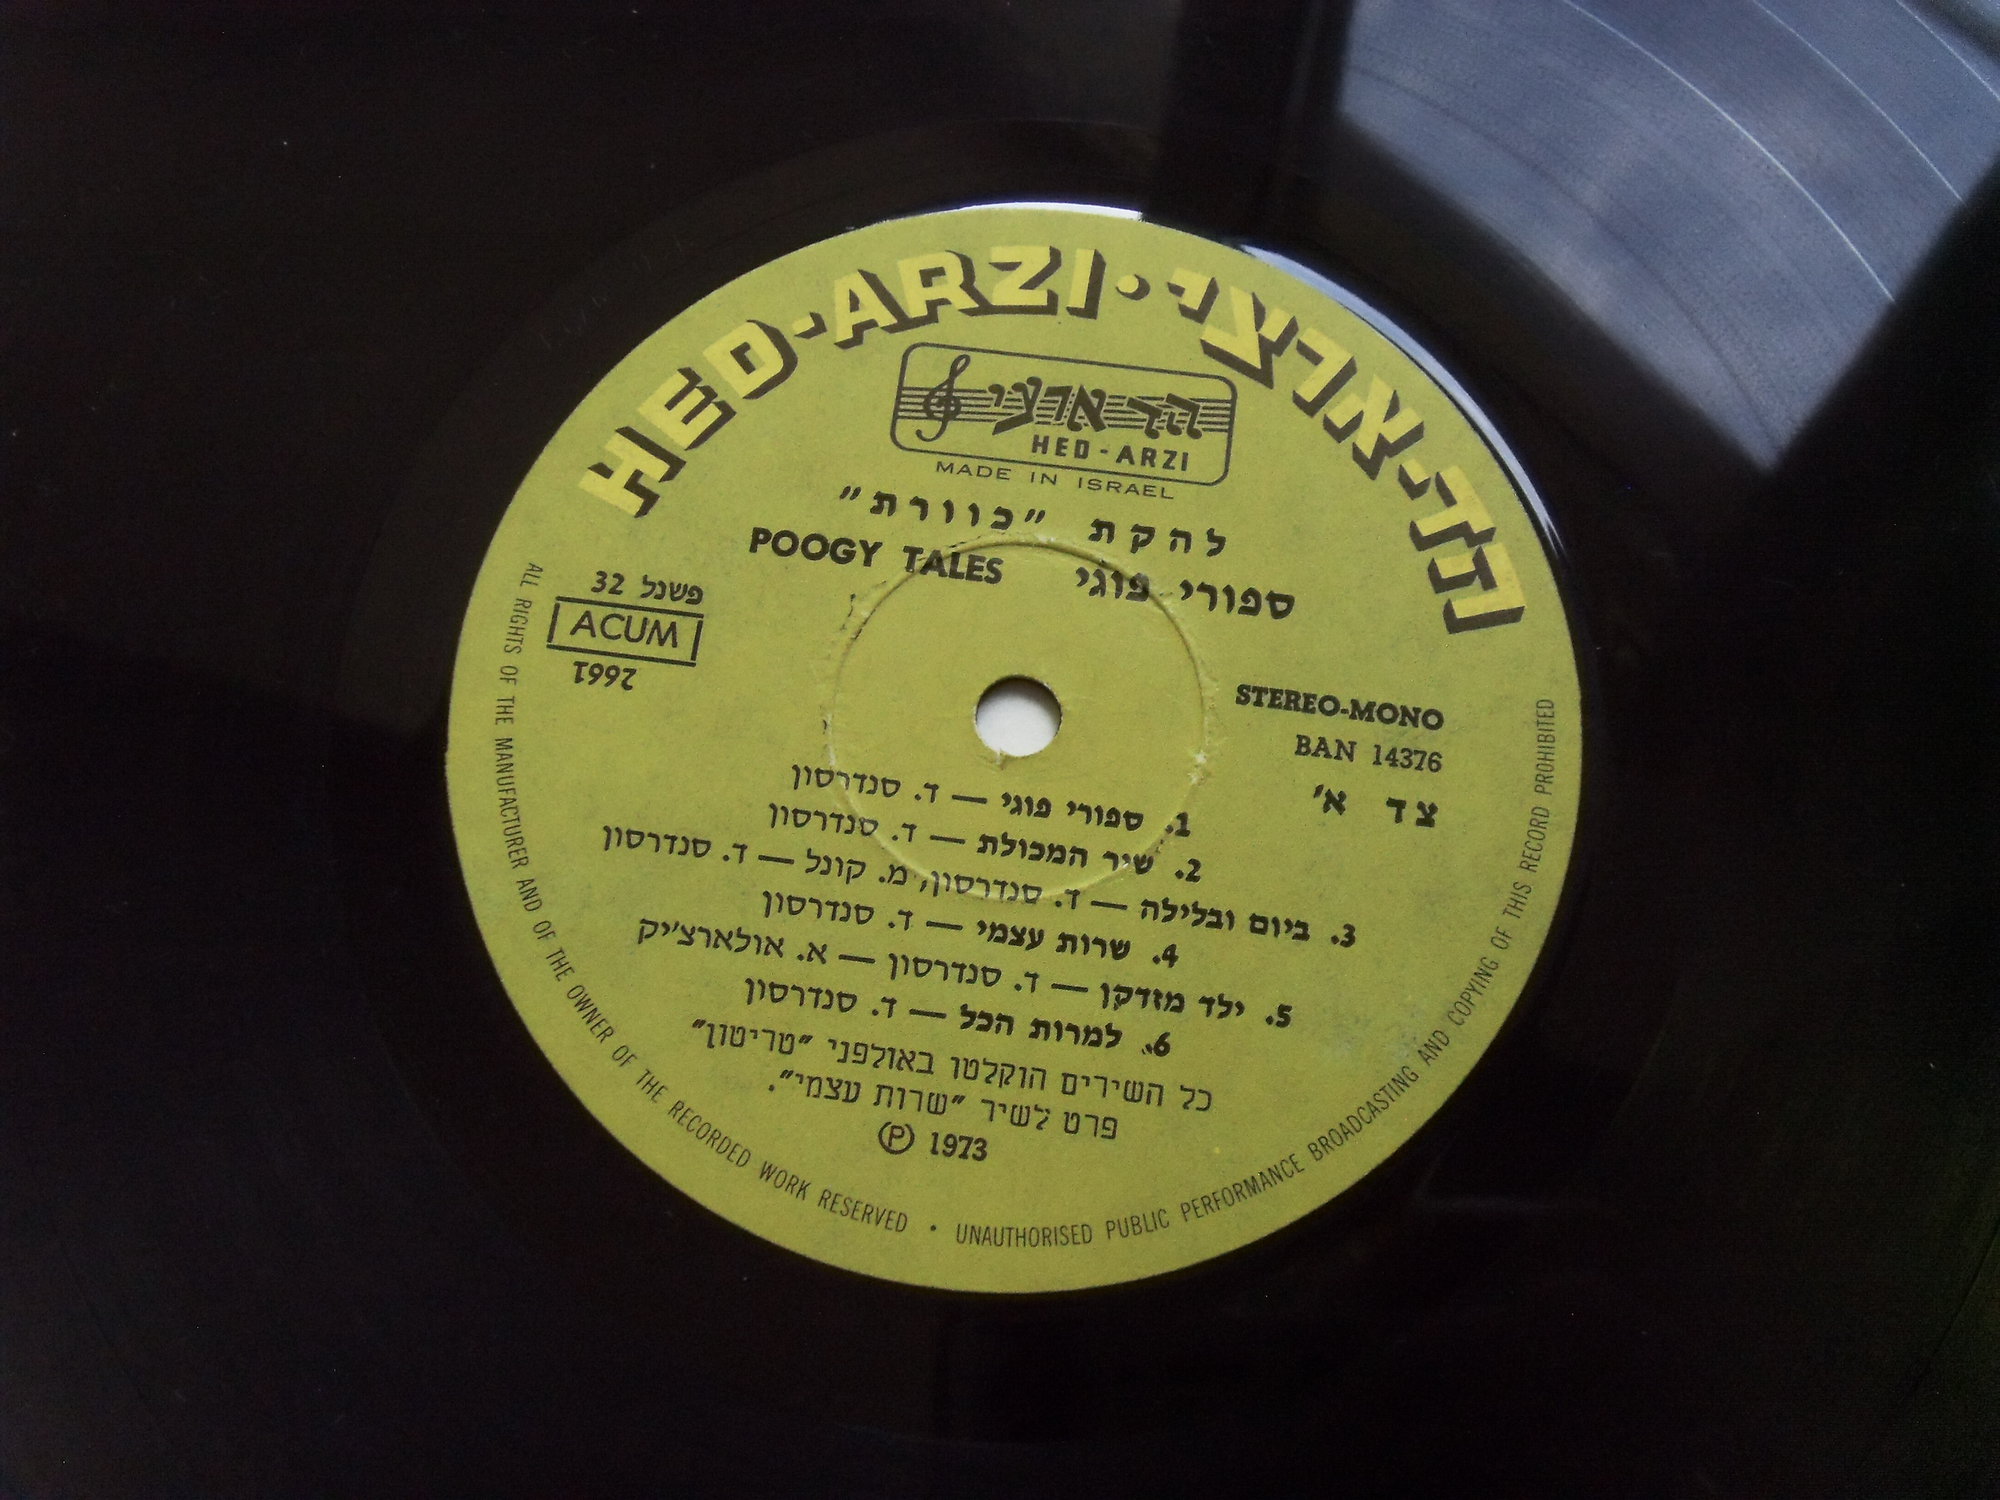 HED-ARZI · הד-ארצי
הד ארצי
HED-ARZI
MADE IN ISRAEL
להקת "כוורת"
ספורי פוגי POOGY TALES
פשנל 32
ACUM
STEREO-MONO
BAN 14376
צד א'
1. ספורי פוגי — ד. סנדרסון
2. שיר המכולת — ד. סנדרסון
3. ביום ובלילה — ד. סנדרסון, מ. קונל — ד. סנדרסון
4. שרות עצמי — ד. סנדרסון
5. ילד מזדקן — ד. סנדרסון — א. אולארצ'יק
6. למרות הכל — ד. סנדרסון
כל השירים הוקלטו באולפני "טריטון"
פרט לשיר "שרות עצמי".
Ⓟ 1973
ALL RIGHTS OF THE MANUFACTURER AND OF THE OWNER OF THE RECORDED WORK RESERVED • UNAUTHORISED PUBLIC PERFORMANCE BROADCASTING AND COPYING OF THIS RECORD PROHIBITED